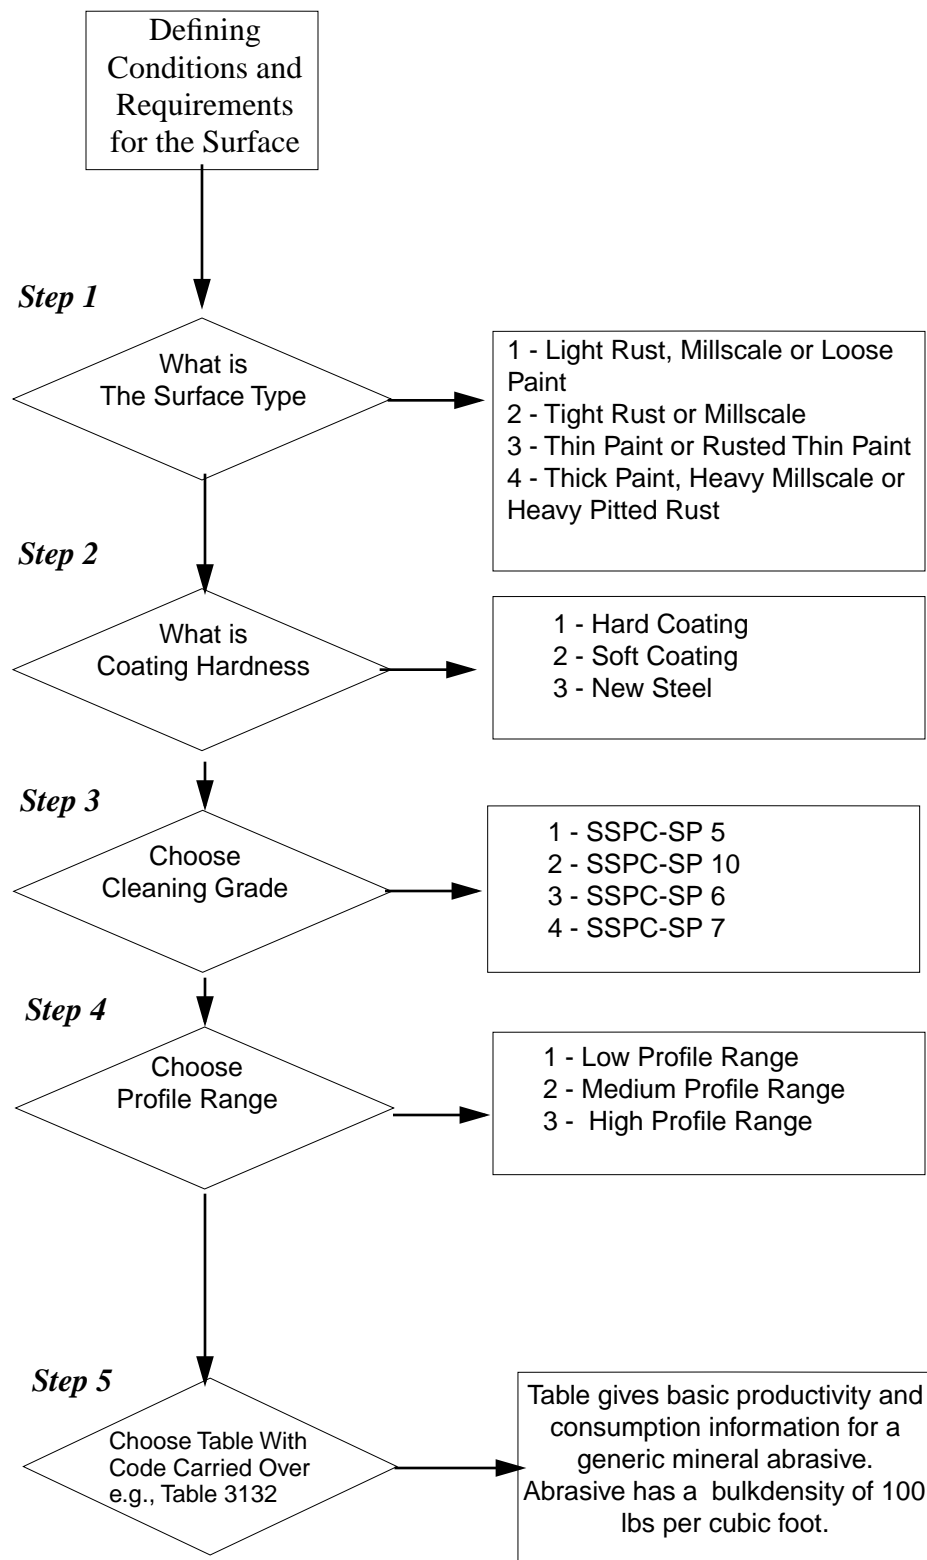 Defining
Conditions and
Requirements
for the Surface
Step 1
What is
The Surface Type
1 - Light Rust, Millscale or Loose
Paint
2 - Tight Rust or Millscale
3 - Thin Paint or Rusted Thin Paint
4 - Thick Paint, Heavy Millscale or
Heavy Pitted Rust
Step 2
What is
Coating Hardness
1 - Hard Coating
2 - Soft Coating
3 - New Steel
Step 3
Choose
Cleaning Grade
1 - SSPC-SP 5
2 - SSPC-SP 10
3 - SSPC-SP 6
4 - SSPC-SP 7
Step 4
Choose
Profile Range
1 - Low Profile Range
2 - Medium Profile Range
3 -  High Profile Range
Step 5
Choose Table With
Code Carried Over
e.g., Table 3132
Table gives basic productivity and
consumption information for a
generic mineral abrasive.
Abrasive has a  bulkdensity of 100
lbs per cubic foot.